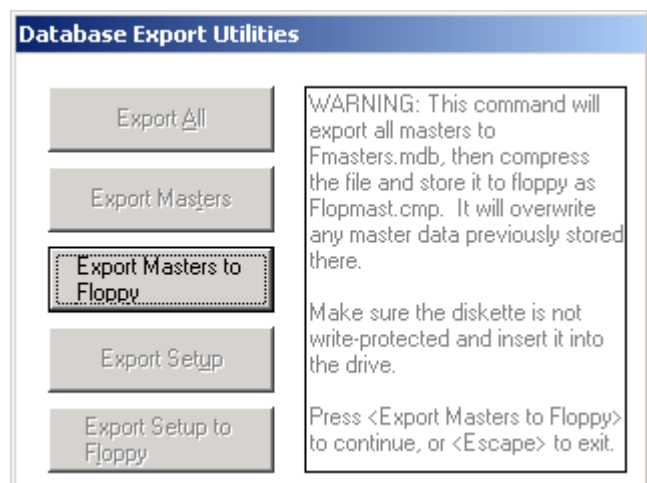 Database Export Utilities
Export All
Export Masters
Export Masters to
Floppy
Export Setup
Export Setup to
Floppy
WARNING: This command will
export all masters to
Fmasters.mdb, then compress
the file and store it to floppy as
Flopmast.cmp.  It will overwrite
any master data previously stored
there.
Make sure the diskette is not
write-protected and insert it into
the drive.
Press <Export Masters to Floppy>
to continue, or <Escape> to exit.